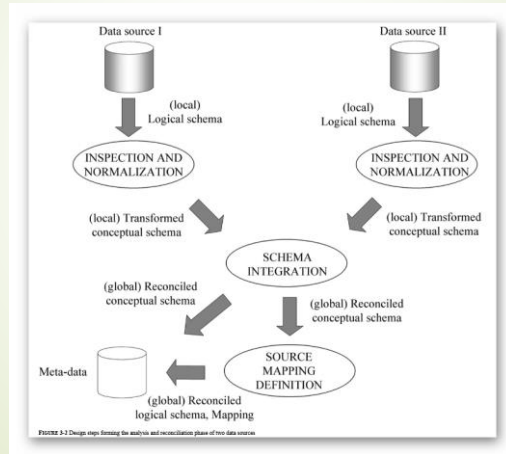 Data source I
Data source II
(local)
Logical schema
(local)
Logical schema
INSPECTION AND
NORMALIZATION
INSPECTION AND
NORMALIZATION
(local) Transformed
conceptual schema
(local) Transformed
conceptual schema
SCHEMA
INTEGRATION
(global) Reconciled
conceptual schema
(global) Reconciled
conceptual schema
SOURCE
MAPPING
DEFINITION
Meta-data
(global) Reconciled
logical schema, Mapping
FIGURE 3-2 Design steps forming the analysis and reconciliation phase of two data sources